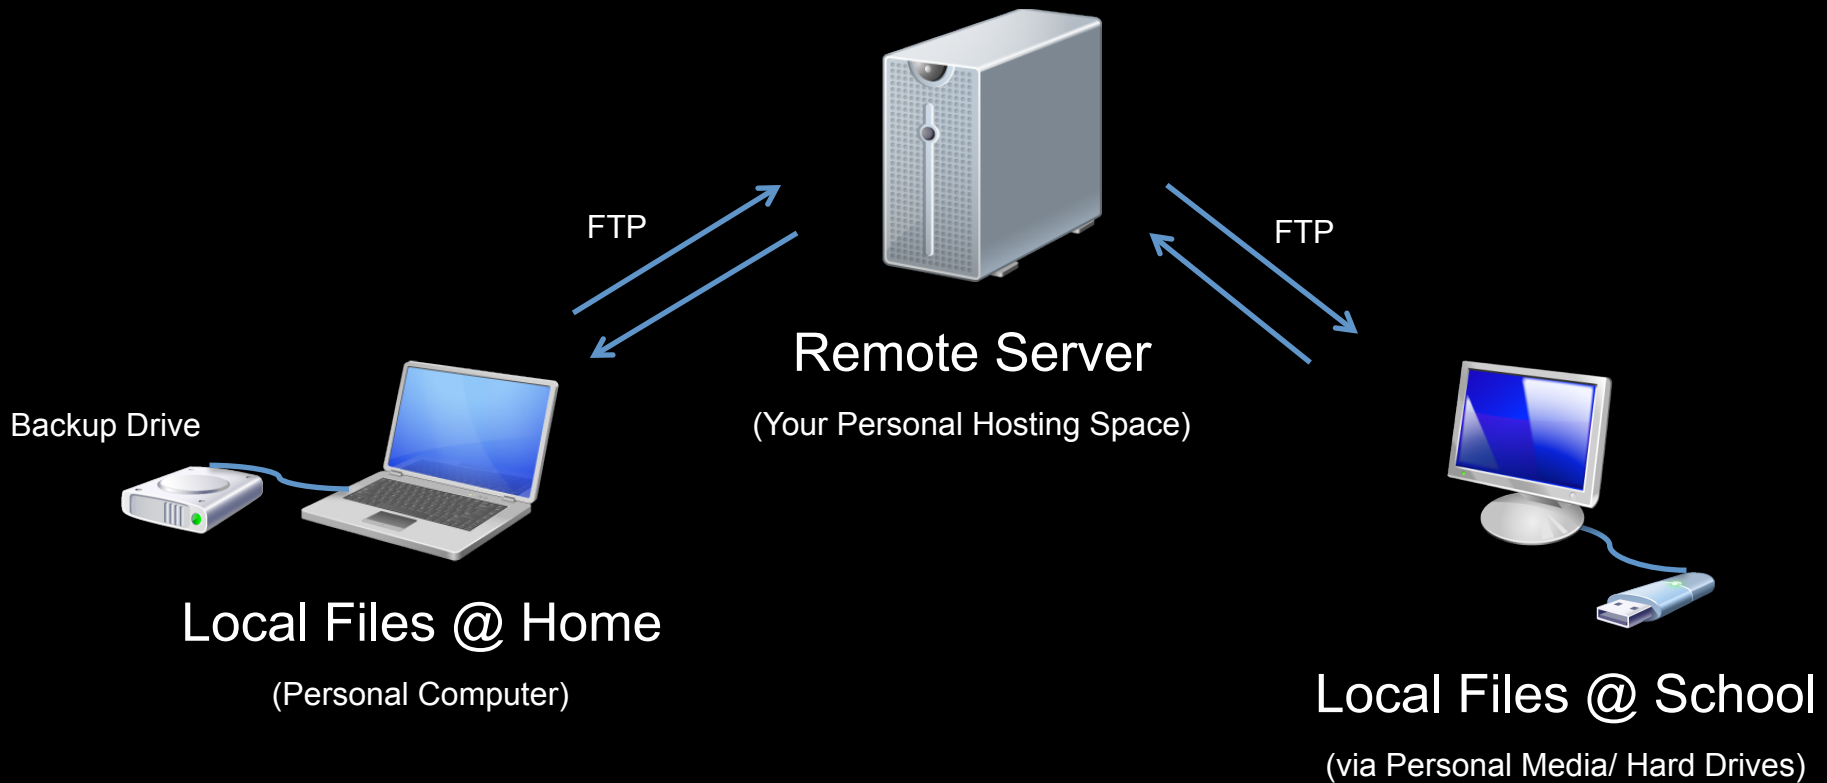 FTP
FTP
Remote Server
(Your Personal Hosting Space)
Backup Drive
Local Files @ Home
(Personal Computer)
Local Files @ School
(via Personal Media/ Hard Drives)